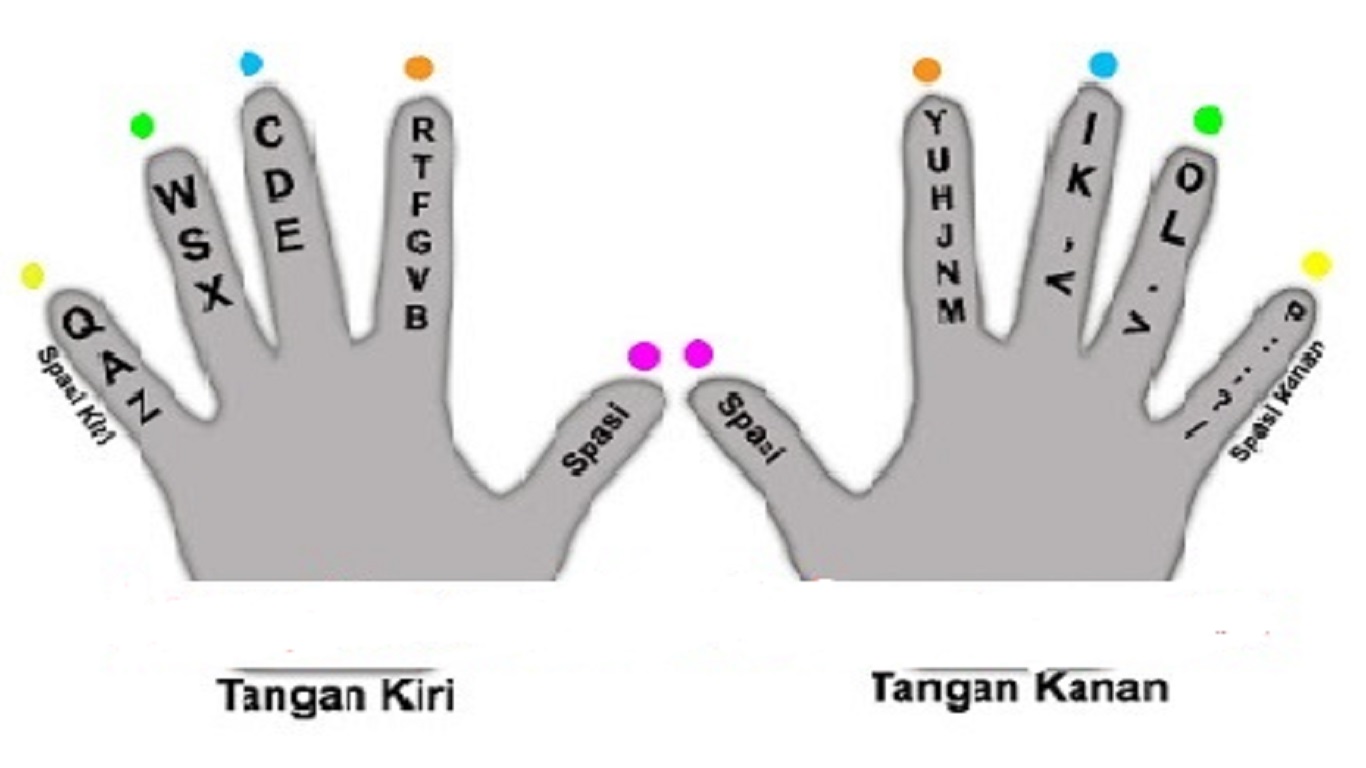 Q
A
N
Spasi Kiri
W
S
X
C
D
E
R
T
F
G
V
B
Spasi
Spasi
Y
U
H
J
N
M
I
K
,
<
O
L
.
>
P
Spasi Kanan
Tangan Kiri
Tangan Kanan